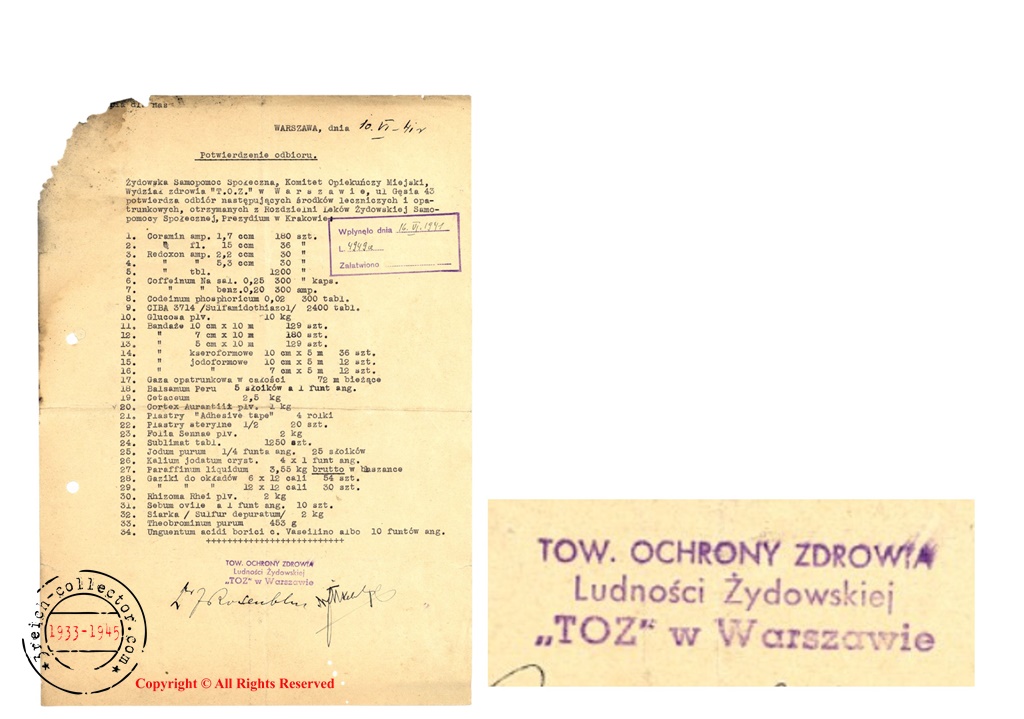 dl. nas
WARSZAWA, dnia 10.VI-41r
Potwierdzenie odbioru.
Żydowska Samopomoc Społeczna, Komitet Opiekuńczy Miejski,
Wydział zdrowia "T.O.Z." w W a r s z a w i e, ul Gęsia 43
potwierdza odbiór następujących środków leczniczych i opa-
trunkowych, otrzymanych z Rozdzielni Leków Żydowskiej Samo-
pomocy Społecznej, Prezydium w Krakowie
Wpłynęło dnia 16.VI.1941
L. 4949a
Załatwiono
1. Coramin amp. 1,7 ccm 180 szt.
2. " fl. 15 ccm 36 "
3. Redoxon amp. 2,2 ccm 30 "
4. " " 5,3 ccm 30 "
5. " tbl. 1200 "
6. Coffeinum Na sal. 0,25 300 " kaps.
7. " " benz.0,20 300 amp.
8. Codeinum phosphoricum 0,02 300 tabl.
9. CIBA 3714 /Sulfamidothiazol/ 2400 tabl.
10. Glucosa plv. 10 kg
11. Bandaże 10 cm x 10 m 129 szt.
12. " 7 cm x 10 m 180 szt.
13. " 5 cm x 10 m 129 szt.
14. " kseroformowe 10 cm x 5 m 36 szt.
15. " jodoformowe 10 cm x 5 m 12 szt.
16. " " 7 cm x 5 m 12 szt.
17. Gaza opatrunkowa w całości 72 m bieżące
18. Balsamum Peru 5 słoików a 1 funt ang.
19. Cetaceum 2,5 kg
20. Cortex Aurantii plv. 1 kg
21. Plastry "Adhesive tape" 4 rolki
22. Plastry sterylne 1/2 20 szt.
23. Folia Sennae plv. 2 kg
24. Sublimat tabl. 1250 szt.
25. Jodum purum 1/4 funta ang. 25 słoików
26. Kalium jodatum cryst. 4 x 1 funt ang.
27. Paraffinum liquidum 3,55 kg brutto w blaszance
28. Gaziki do okładów 6 x 12 cali 54 szt.
29. " " " 12 x 12 cali 30 szt.
30. Rhizoma Rhei plv. 2 kg
31. Sebum ovile a 1 funt ang. 10 szt.
32. Siarka / Sulfur depuratum/ 2 kg
33. Theobrominum purum 453 g
34. Unguentum acidi borici c. Vaselino albo 10 funtów ang.
++++++++++++++++++++++++++
TOW. OCHRONY ZDROWIA
Ludności Żydowskiej
„TOZ" w Warszawie
Dr J Rosenblum
3reich-collector.com
1933-1945
Copyright © All Rights Reserved
TOW. OCHRONY ZDROWIA
Ludności Żydowskiej
„TOZ" w Warszawie